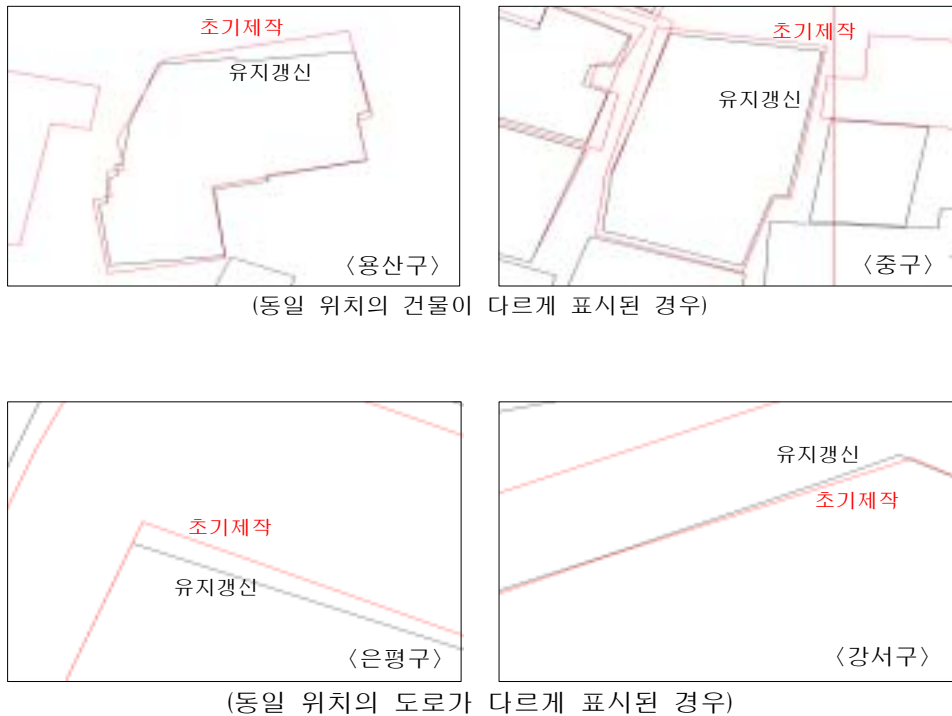 초기제작
유지갱신
〈용산구〉
초기제작
유지갱신
〈중구〉
(동일 위치의 건물이 다르게 표시된 경우)
초기제작
유지갱신
〈은평구〉
유지갱신
초기제작
〈강서구〉
(동일 위치의 도로가 다르게 표시된 경우)